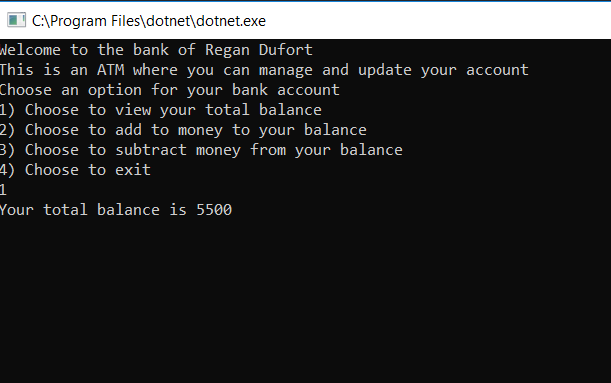 C:\Program Files\dotnet\dotnet.exe
Welcome to the bank of Regan Dufort
This is an ATM where you can manage and update your account
Choose an option for your bank account
1) Choose to view your total balance
2) Choose to add to money to your balance
3) Choose to subtract money from your balance
4) Choose to exit
1
Your total balance is 5500